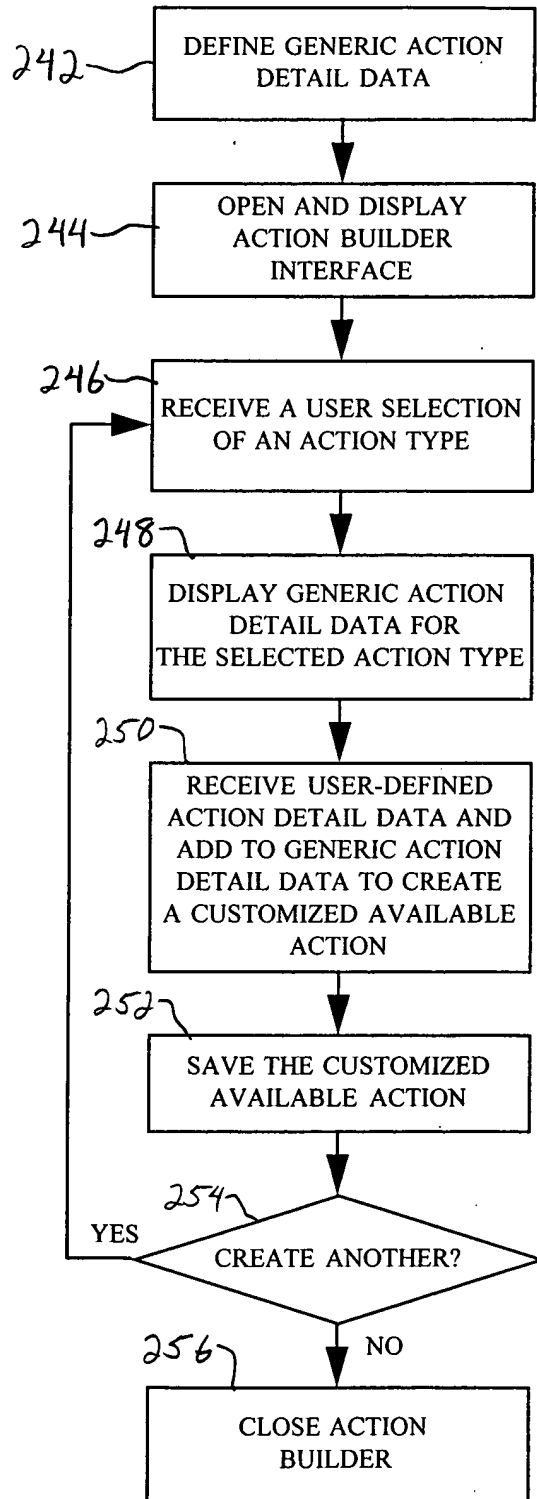 242
DEFINE GENERIC ACTION
DETAIL DATA
244
OPEN AND DISPLAY
ACTION BUILDER
INTERFACE
246
RECEIVE A USER SELECTION
OF AN ACTION TYPE
248
DISPLAY GENERIC ACTION
DETAIL DATA FOR
THE SELECTED ACTION TYPE
250
RECEIVE USER-DEFINED
ACTION DETAIL DATA AND
ADD TO GENERIC ACTION
DETAIL DATA TO CREATE
A CUSTOMIZED AVAILABLE
ACTION
252
SAVE THE CUSTOMIZED
AVAILABLE ACTION
254
YES
CREATE ANOTHER?
NO
256
CLOSE ACTION
BUILDER